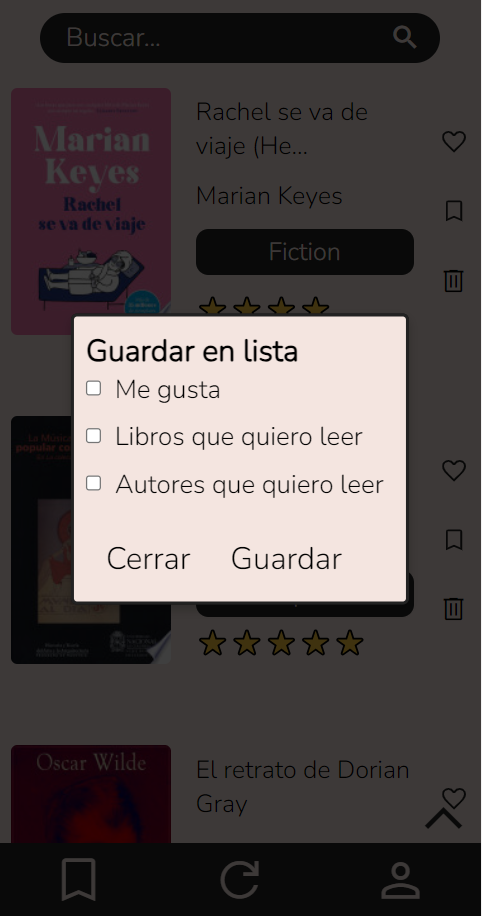 Buscar...
Marian
Keyes
Rachel
se va de viaje
Rachel se va de
viaje (He...
Marian Keyes
Fiction
Guardar en lista
Me gusta
Libros que quiero leer
Autores que quiero leer
Cerrar
Guardar
La Música
popular
NACIONAL
Oscar Wilde
El retrato de Dorian
Gray